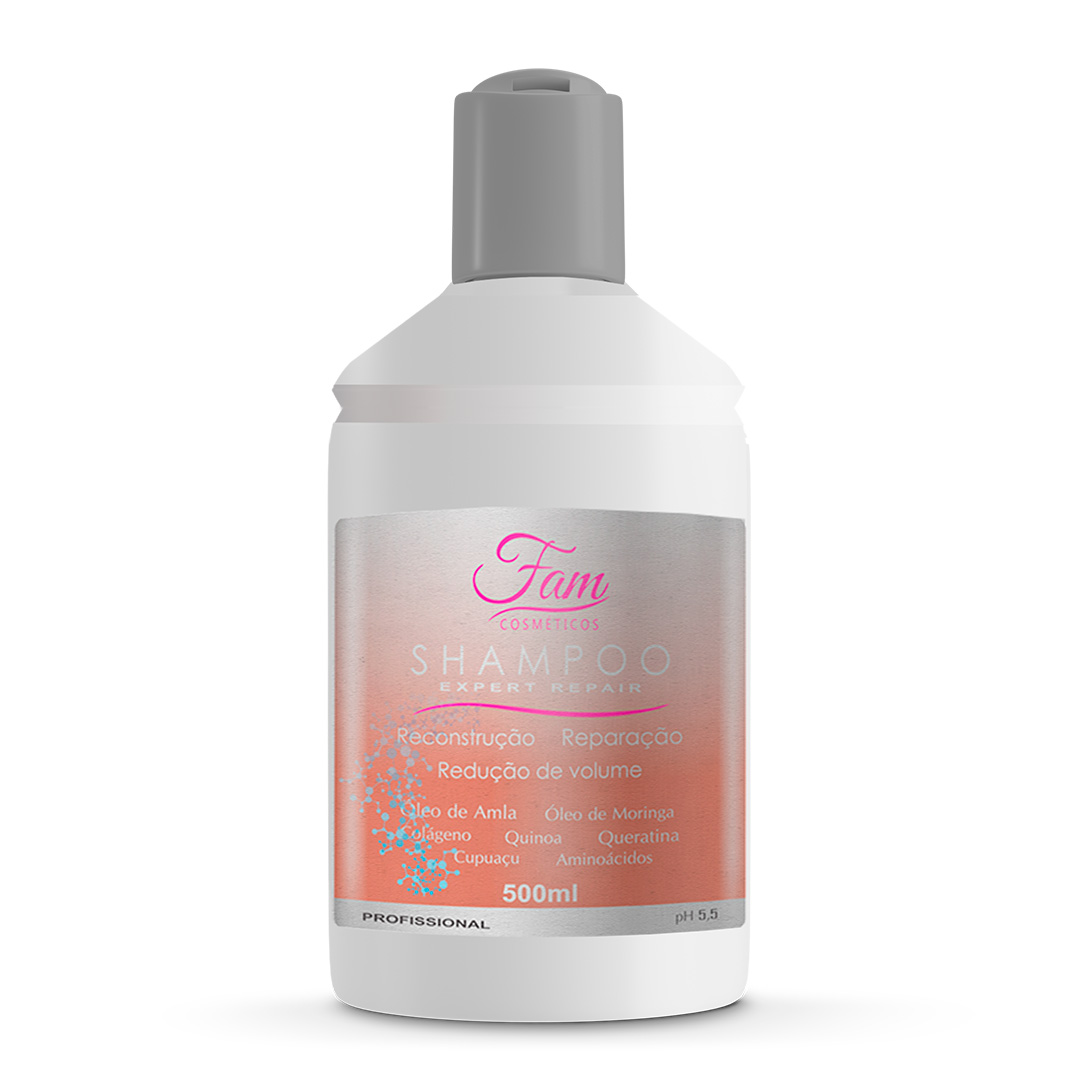 Fam
COSMÉTICOS
SHAMPOO
EXPERT REPAIR
Reconstrução Reparação
Redução de volume
Óleo de Amla Óleo de Moringa
Colágeno Quinoa Queratina
Cupuaçu Aminoácidos
500ml
PROFISSIONAL pH 5,5